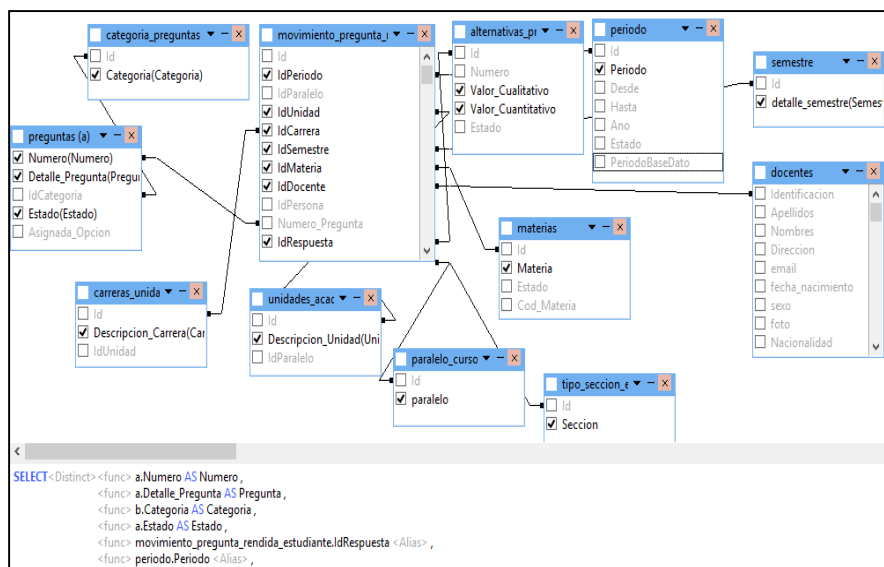 categoria_preguntas
Id
Categoria(Categoria)
movimiento_pregunta_r
Id
IdPeriodo
IdParalelo
IdUnidad
IdCarrera
IdSemestre
IdMateria
IdDocente
IdPersona
Numero_Pregunta
IdRespuesta
alternativas_pr
Id
Numero
Valor_Cualitativo
Valor_Cuantitativo
Estado
periodo
Id
Periodo
Desde
Hasta
Ano
Estado
PeriodoBaseDato
semestre
Id
detalle_semestre(Semes
preguntas (a)
Numero(Numero)
Detalle_Pregunta(Pregu
IdCategoria
Estado(Estado)
Asignada_Opcion
docentes
Identificacion
Apellidos
Nombres
Direccion
email
fecha_nacimiento
sexo
foto
Nacionalidad
materias
Id
Materia
Estado
Cod_Materia
carreras_unida
Id
Descripcion_Carrera(Car
IdUnidad
unidades_acac
Id
Descripcion_Unidad(Uni
IdParalelo
paralelo_curso
Id
paralelo
tipo_seccion_e
Id
Seccion
SELECT <Distinct> <func> a.Numero AS Numero ,
<func> a.Detalle_Pregunta AS Pregunta ,
<func> b.Categoria AS Categoria ,
<func> a.Estado AS Estado ,
<func> movimiento_pregunta_rendida_estudiante.IdRespuesta <Alias> ,
<func> periodo.Periodo <Alias> ,